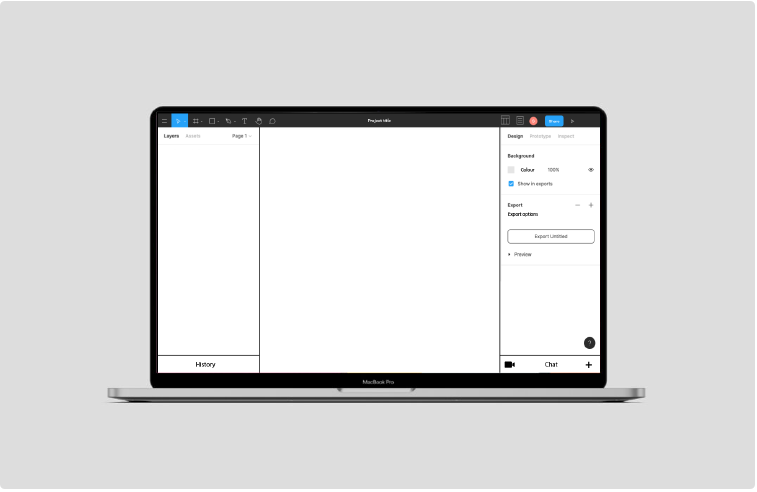 Project title
Share
Layers Assets Page 1
Design Prototype Inspect
Background
Colour 100%
Show in exports
Export
Export options
Export Untitled
Preview
?
History
Chat
MacBook Pro